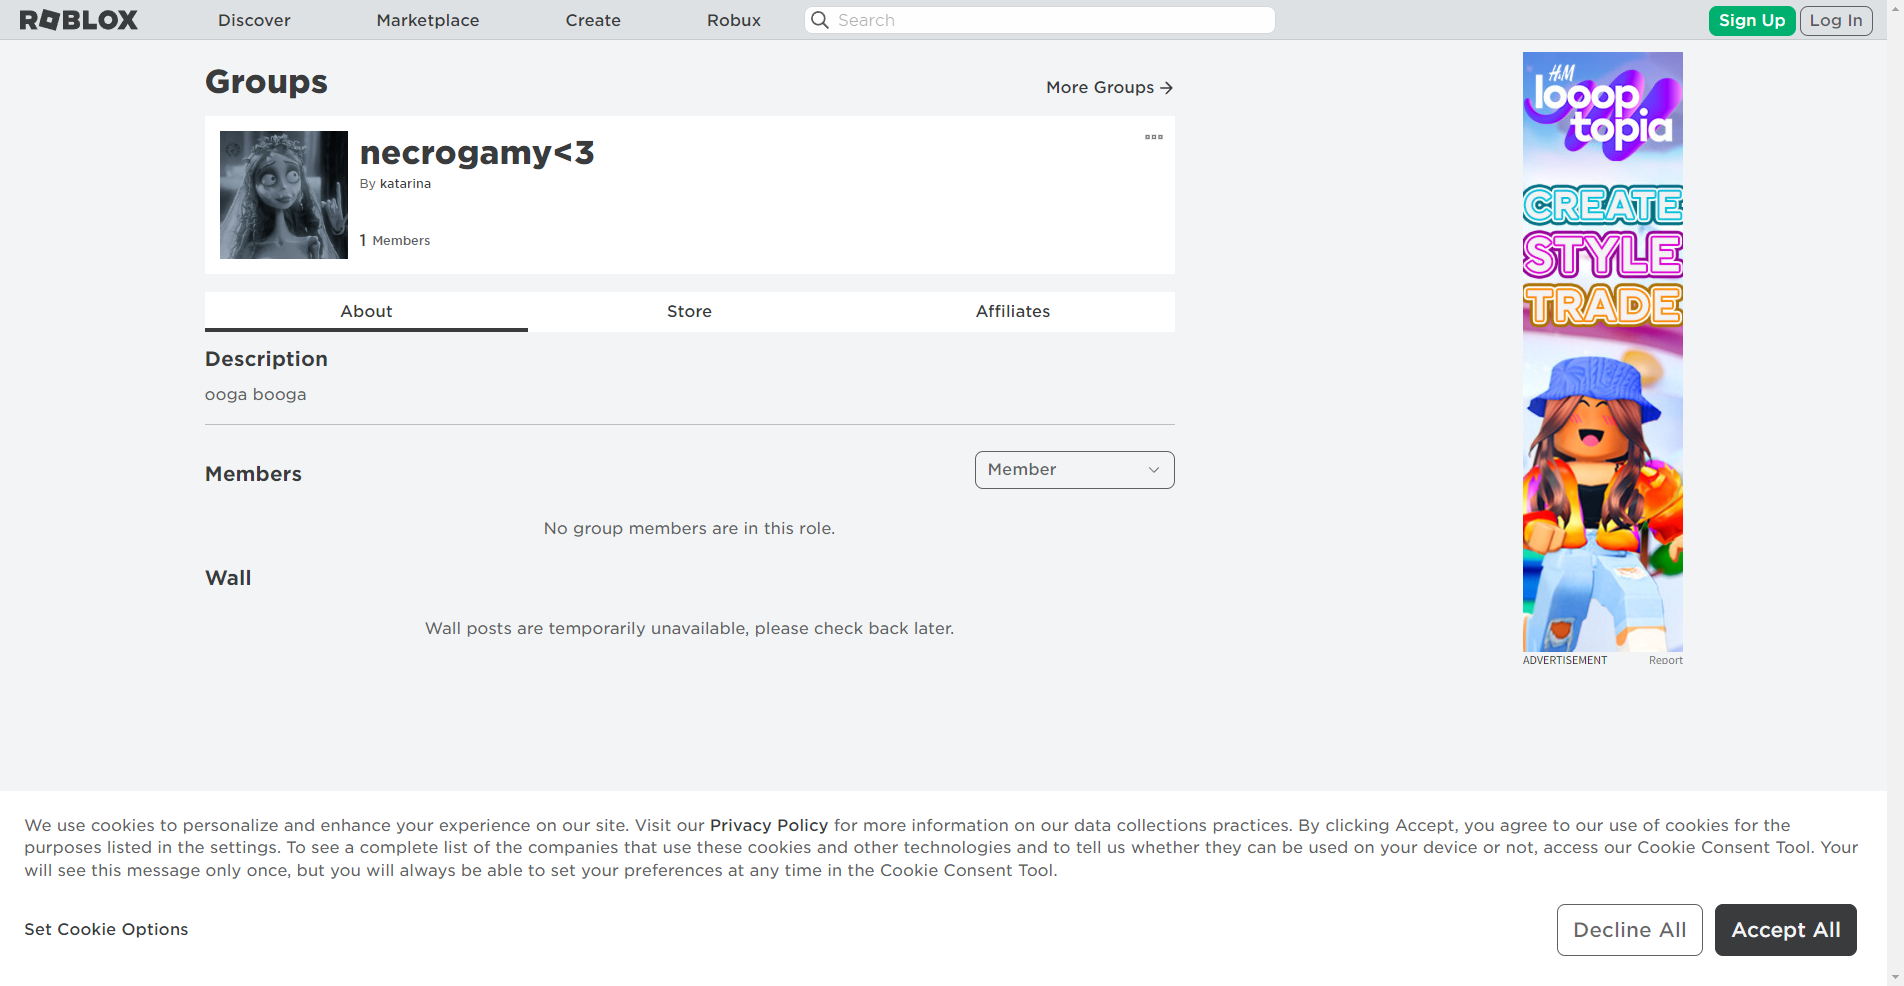 ROBLOX Discover Marketplace Create Robux Search Sign Up Log In
Groups
More Groups →
necrogamy<3
By katarina
1 Members
About Store Affiliates
Description
ooga booga
Members
Member
No group members are in this role.
Wall
Wall posts are temporarily unavailable, please check back later.
H&M
looop
topia
CREATE
STYLE
TRADE
ADVERTISEMENT Report
We use cookies to personalize and enhance your experience on our site. Visit our Privacy Policy for more information on our data collections practices. By clicking Accept, you agree to our use of cookies for the
purposes listed in the settings. To see a complete list of the companies that use these cookies and other technologies and to tell us whether they can be used on your device or not, access our Cookie Consent Tool. Your
will see this message only once, but you will always be able to set your preferences at any time in the Cookie Consent Tool.
Set Cookie Options
Decline All
Accept All